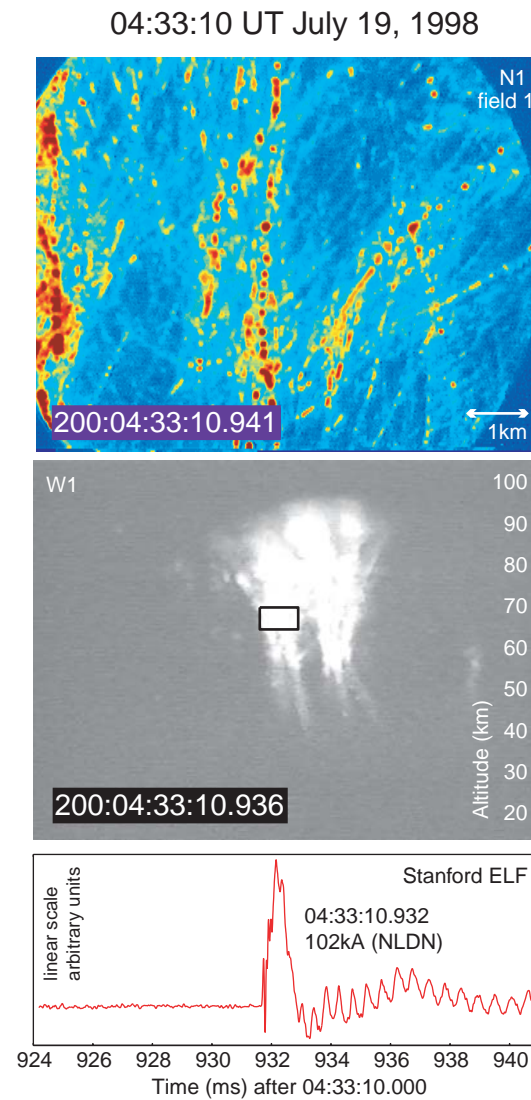 04:33:10 UT July 19, 1998
N1
field 1
200:04:33:10.941
1km
W1
100
90
80
70
60
50
40
30
20
Altitude (km)
200:04:33:10.936
linear scale
arbitrary units
Stanford ELF
04:33:10.932
102kA (NLDN)
924 926 928 930 932 934 936 938 940
Time (ms) after 04:33:10.000